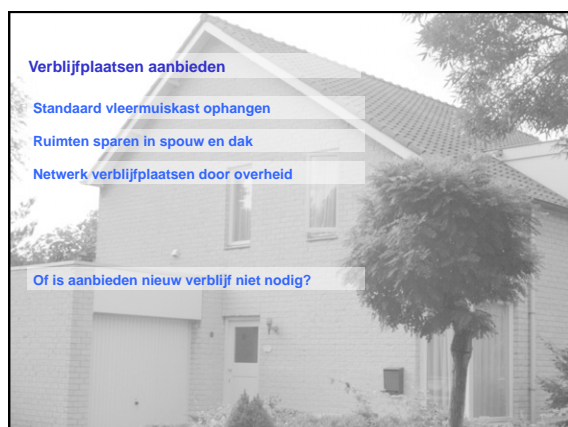 Verblijfplaatsen aanbieden
Standaard vleermuiskast ophangen
Ruimten sparen in spouw en dak
Netwerk verblijfplaatsen door overheid
Of is aanbieden nieuw verblijf niet nodig?